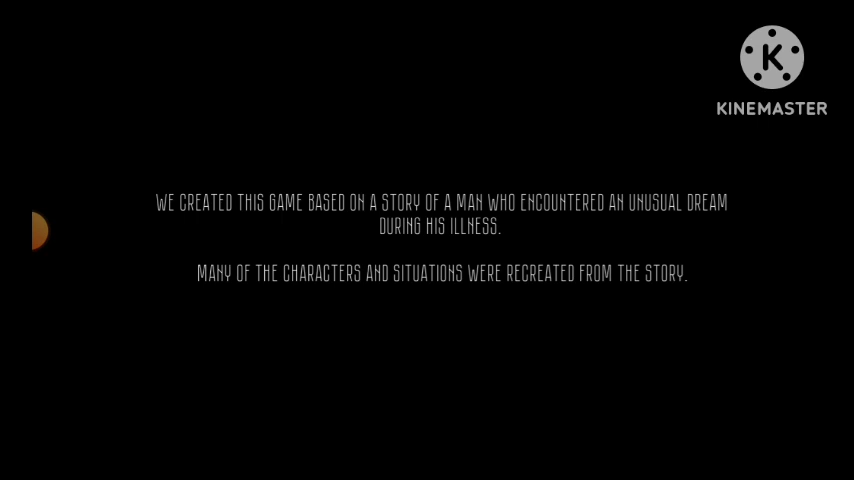 K
KINEMASTER
WE CREATED THIS GAME BASED ON A STORY OF A MAN WHO ENCOUNTERED AN UNUSUAL DREAM
DURING HIS ILLNESS.
MANY OF THE CHARACTERS AND SITUATIONS WERE RECREATED FROM THE STORY.